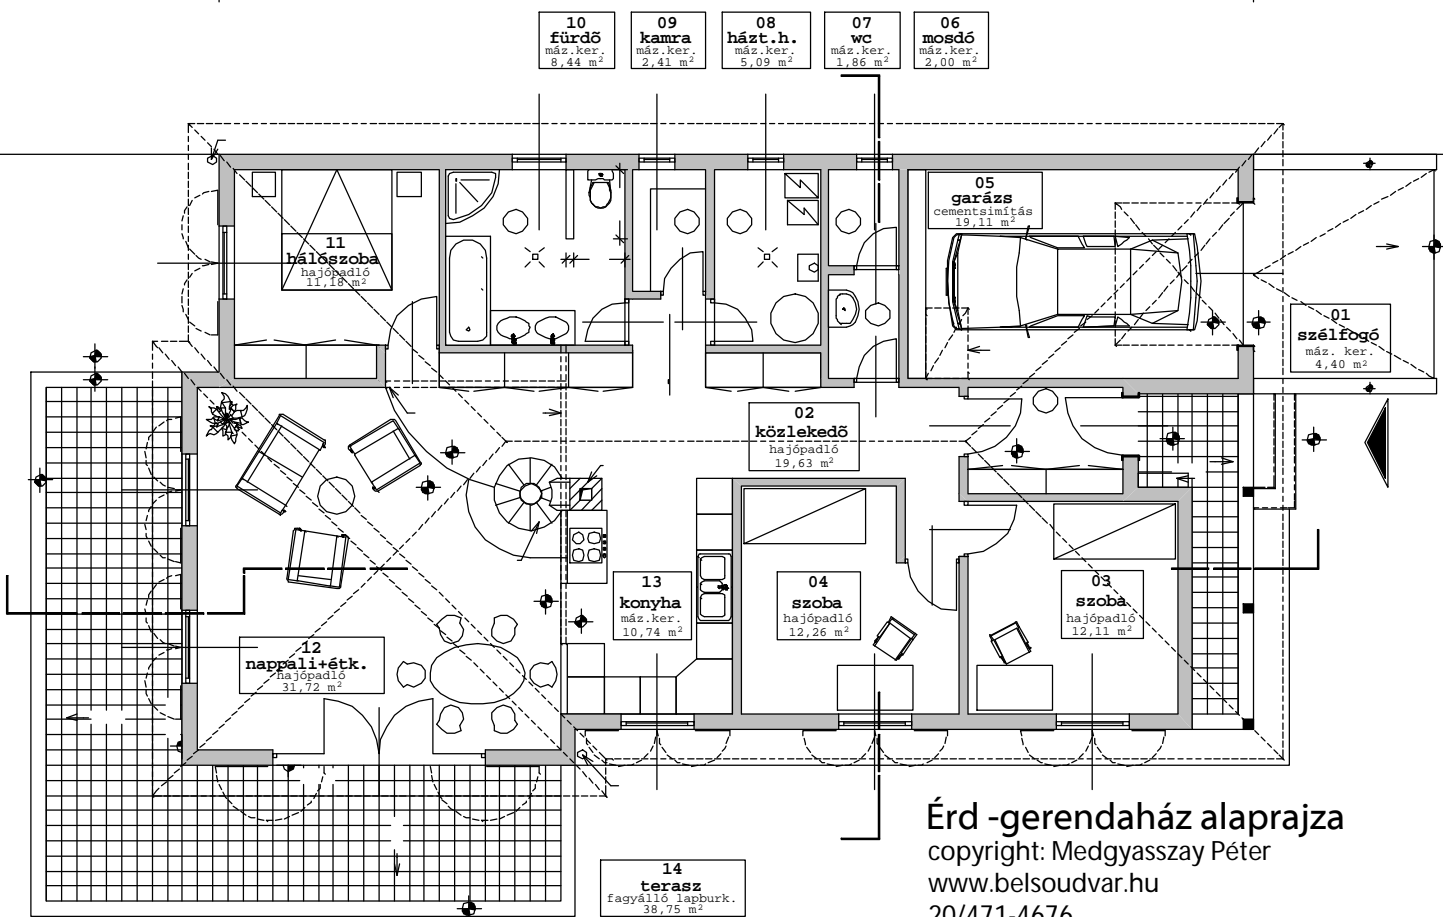 10
fürdõ
máz.ker.
8,44 m²
09
kamra
máz.ker.
2,41 m²
08
házt.h.
máz.ker.
5,09 m²
07
wc
máz.ker.
1,86 m²
06
mosdó
máz.ker.
2,00 m²
05
garázs
cementsimítás
19,11 m²
11
hálószoba
hajópadló
11,18 m²
01
szélfogó
máz. ker.
4,40 m²
02
közlekedõ
hajópadló
19,63 m²
13
konyha
máz.ker.
10,74 m²
04
szoba
hajópadló
12,26 m²
03
szoba
hajópadló
12,11 m²
12
nappali+étk.
hajópadló
31,72 m²
14
terasz
fagyálló lapburk.
38,75 m²
Érd -gerendaház alaprajza
copyright: Medgyasszay Péter
www.belsoudvar.hu
20/471-4676